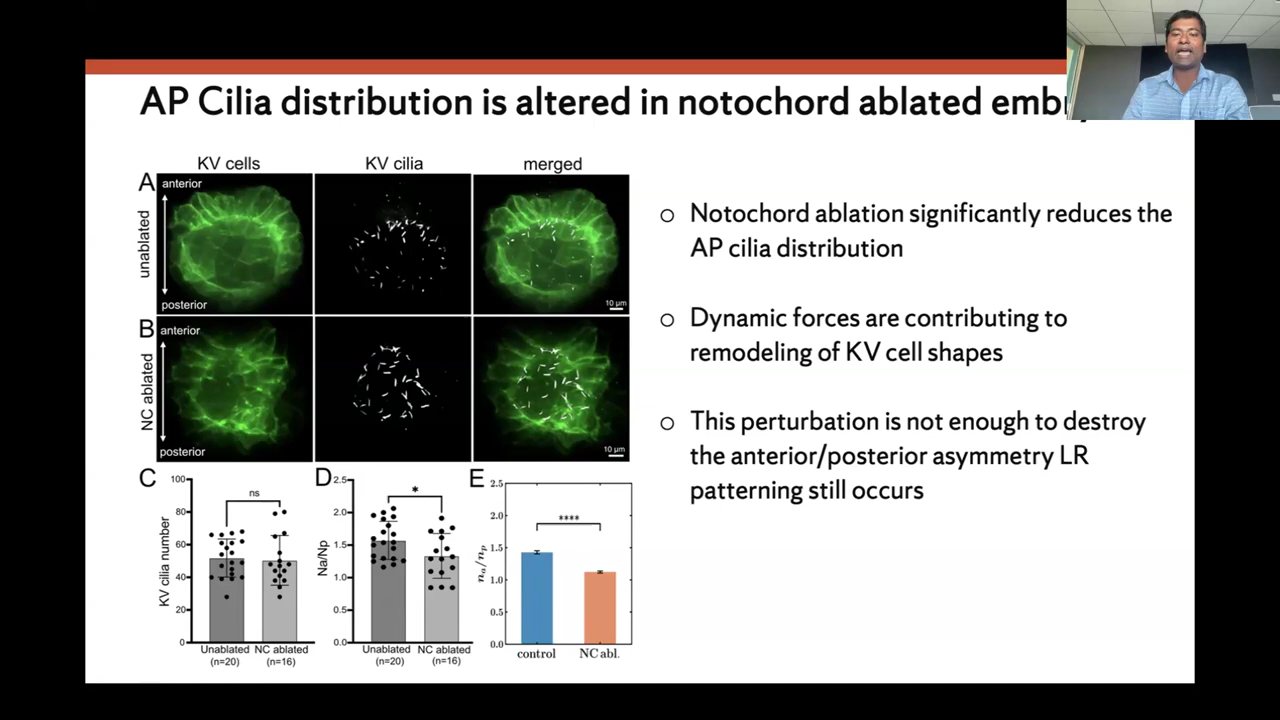 AP Cilia distribution is altered in notochord ablated
KV cells
KV cilia
merged
A
anterior
unablated
posterior
10 µm
B
anterior
NC ablated
posterior
10 µm
C
KV cilia number
100
80
60
40
20
0
ns
Unablated
(n=20)
NC ablated
(n=16)
D
Na/Np
2.5
2.0
1.5
1.0
0.5
0.0
*
Unablated
(n=20)
NC ablated
(n=16)
E
nₐ/nₚ
2.5
2.0
1.5
1.0
0.5
0.0
****
control
NC abl.
○ Notochord ablation significantly reduces the
AP cilia distribution
○ Dynamic forces are contributing to
remodeling of KV cell shapes
○ This perturbation is not enough to destroy
the anterior/posterior asymmetry LR
patterning still occurs